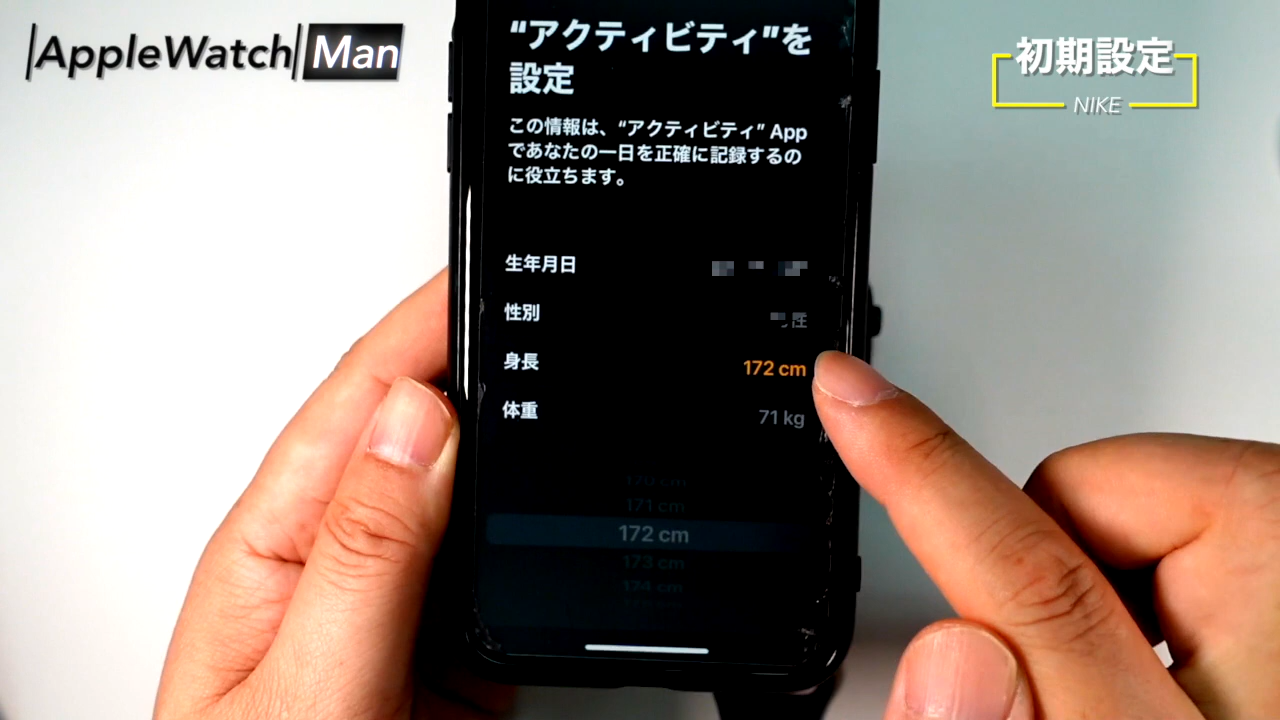 AppleWatch Man
初期設定
NIKE
“アクティビティ”を
設定
この情報は、“アクティビティ” App
であなたの一日を正確に記録するの
に役立ちます。
生年月日
性別
身長 172 cm
体重 71 kg
170 cm
171 cm
172 cm
173 cm
174 cm